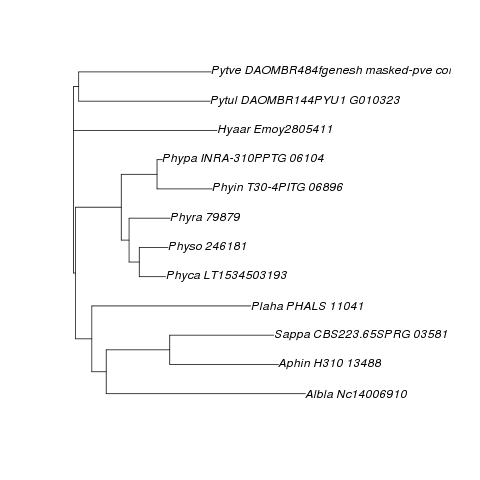 Pytve DAOMBR484fgenesh masked-pve
Pytul DAOMBR144PYU1 G010323
Hyaar Emoy2805411
Phypa INRA-310PPTG 06104
Phyin T30-4PITG 06896
Phyra 79879
Physo 246181
Phyca LT1534503193
Plaha PHALS 11041
Sappa CBS223.65SPRG 03581
Aphin H310 13488
Albla Nc14006910